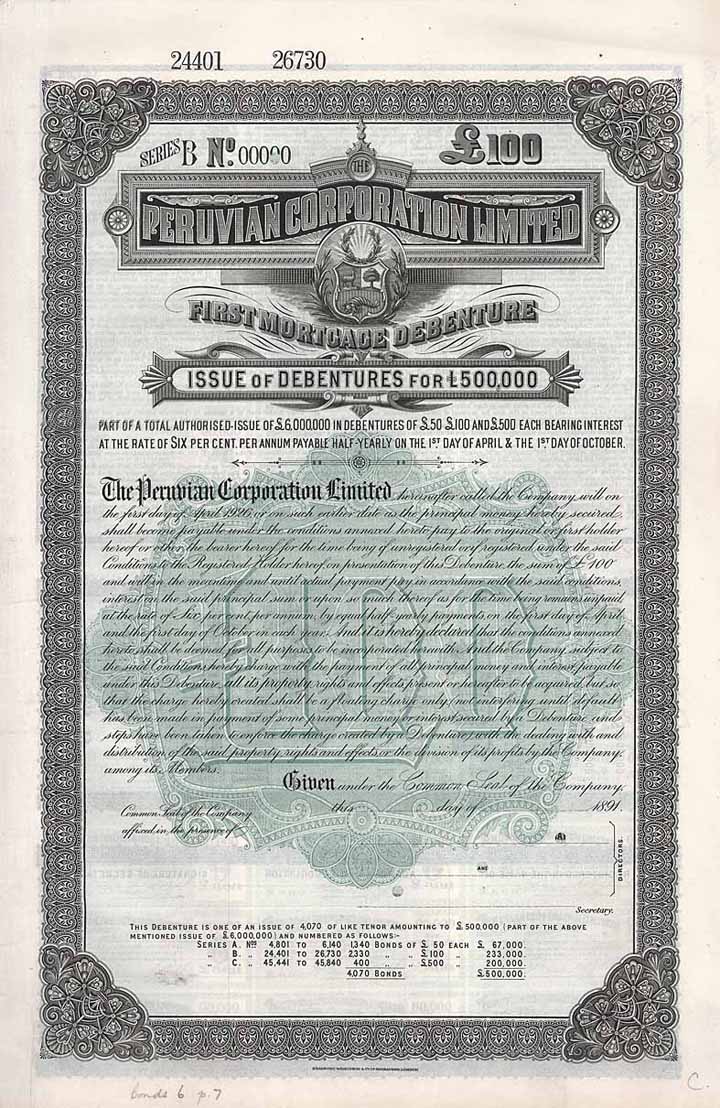 24401 26730
SERIES B No. 00000 £100
THE
PERUVIAN CORPORATION LIMITED
FIRST MORTGAGE DEBENTURE
ISSUE OF DEBENTURES FOR £500,000
PART OF A TOTAL AUTHORISED ISSUE OF £6,000,000 IN DEBENTURES OF £50 £100 AND £500 EACH BEARING INTEREST
AT THE RATE OF SIX PER CENT. PER ANNUM PAYABLE HALF-YEARLY ON THE 1ST DAY OF APRIL & THE 1ST DAY OF OCTOBER.
The Peruvian Corporation Limited hereinafter called the Company, will on
the first day of April 1926, or on such earlier date as the principal money hereby secured,
shall become payable under the conditions annexed hereto pay to the original or first holder
hereof or other the bearer hereof for the time being if unregistered or if registered under the said
Conditions to the Registered Holder hereof on presentation of this Debenture the sum of £100
and will in the meantime and until actual payment pay in accordance with the said conditions,
interest on the said principal sum or upon so much thereof as for the time being remains unpaid
at the rate of Six per cent per annum, by equal half-yearly payments on the first day of April
and the first day of October in each year. And it is hereby declared that the conditions annexed
hereto shall be deemed for all purposes to be incorporated herewith. And the Company, subject to
the said Conditions hereby charge with the payment of all principal money and interest payable
under this Debenture, all its property rights and effects present or hereafter to be acquired, but so
that the charge hereby created shall be a floating charge only, not interfering until default
has been made in payment of some principal money or interest secured by a Debenture and
steps have been taken to enforce the charge created by a Debenture, with the dealing with and
distribution of the said property, rights and effects or the division of its profits by the Company,
among its Members.
Given under the Common Seal of the Company,
this day of 1891.
Common Seal of the Company
affixed in the presence of
AND
DIRECTORS.
Secretary.
THIS DEBENTURE IS ONE OF AN ISSUE OF 4,070 OF LIKE TENOR AMOUNTING TO £500,000 (PART OF THE ABOVE
MENTIONED ISSUE OF £6,000,000) AND NUMBERED AS FOLLOWS:-
SERIES A. Nos 4,801 TO 6,140 1,340 BONDS OF £50 EACH £ 67,000.
„ B. „ 24,401 TO 26,730 2,330 „ „ £100 „ 233,000.
„ C. „ 45,441 TO 45,840 400 „ „ £500 „ 200,000.
4,070 BONDS £500,000.
bonds 6 p.7
C.